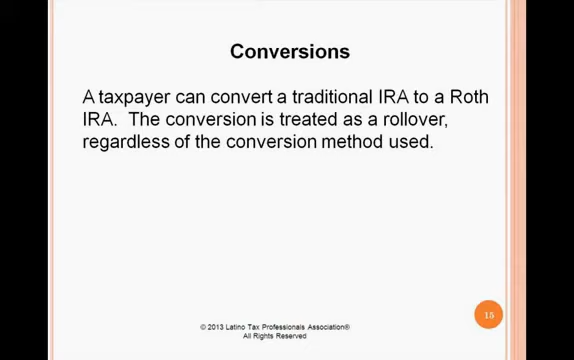 Conversions
A taxpayer can convert a traditional IRA to a Roth
IRA.  The conversion is treated as a rollover,
regardless of the conversion method used.
15
© 2013 Latino Tax Professionals Association®
All Rights Reserved